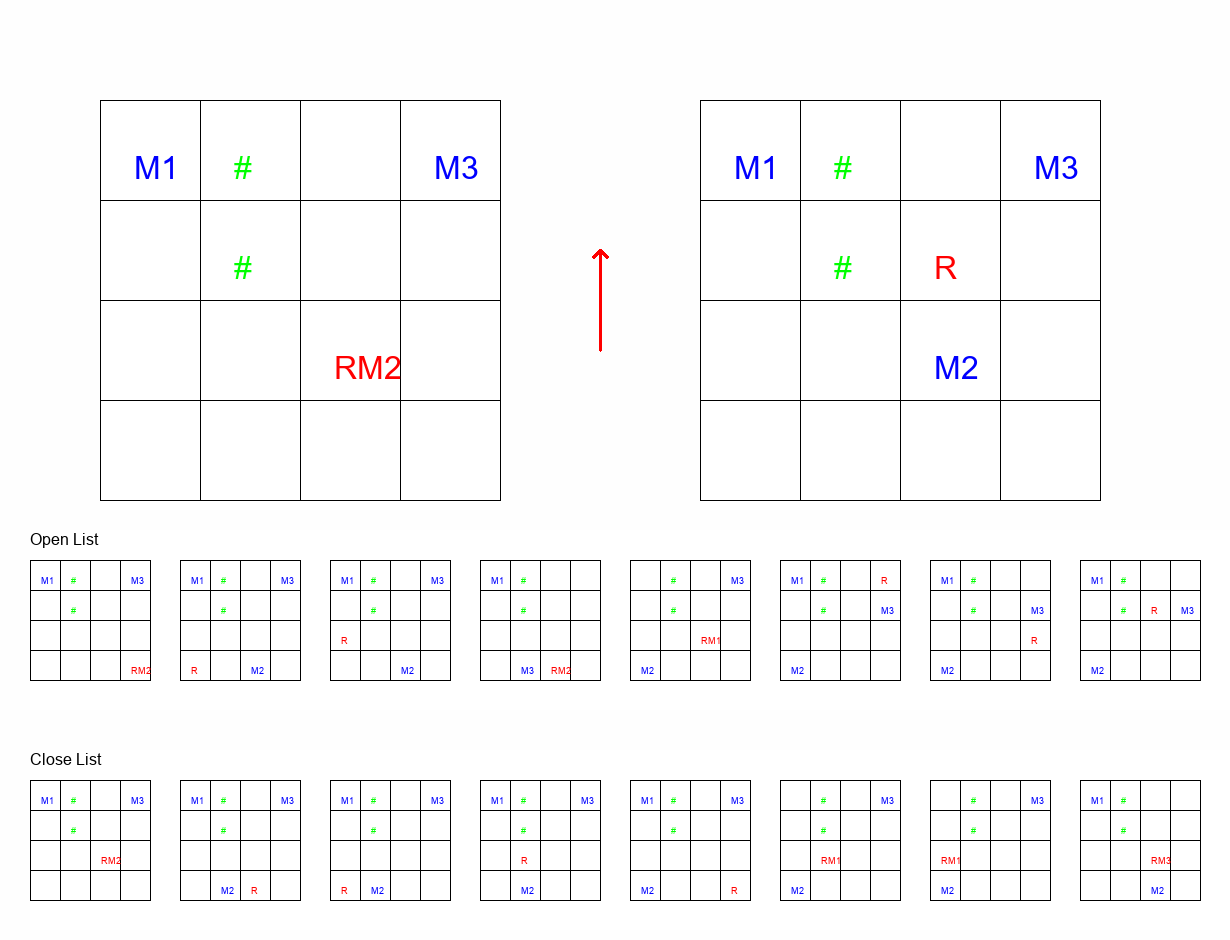 M1 # M3 M1 # M3
# # R
RM2 M2
Open List
M1 # M3 M1 # M3 M1 # M3 M1 # # M3 M1 # R M1 # M1 #
# # # # # # M3 # M3 # R M3
R RM1 R
RM2 R M2 M2 M3 RM2 M2 M2 M2 M2
Close List
M1 # M3 M1 # M3 M1 # M3 M1 # M3 M1 # M3 # M3 # M3 M1 #
# # # # # # # #
RM2 R RM1 RM1 RM3
M2 R R M2 M2 M2 R M2 M2 M2